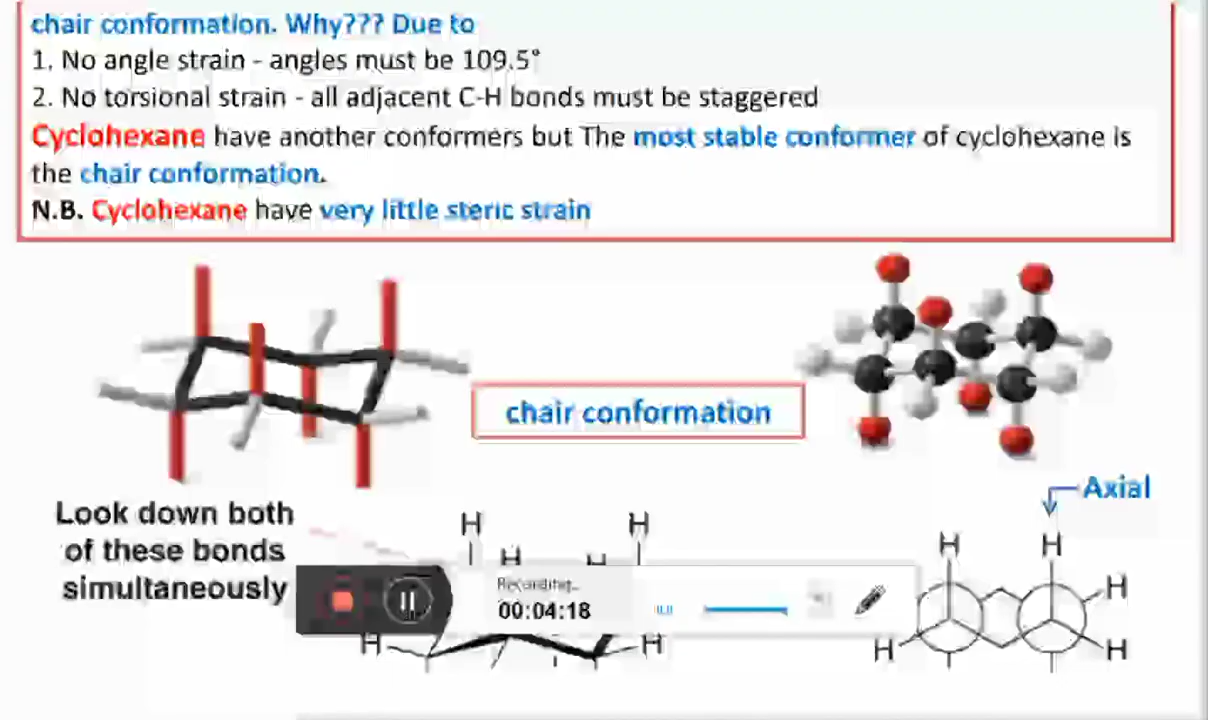 chair conformation. Why??? Due to
1. No angle strain - angles must be 109.5°
2. No torsional strain - all adjacent C-H bonds must be staggered
Cyclohexane have another conformers but The most stable conformer of cyclohexane is
the chair conformation.
N.B. Cyclohexane have very little steric strain
chair conformation
Axial
Look down both
of these bonds
simultaneously
H H
H H
H H
H H
H
H H
Recording...
00:04:18